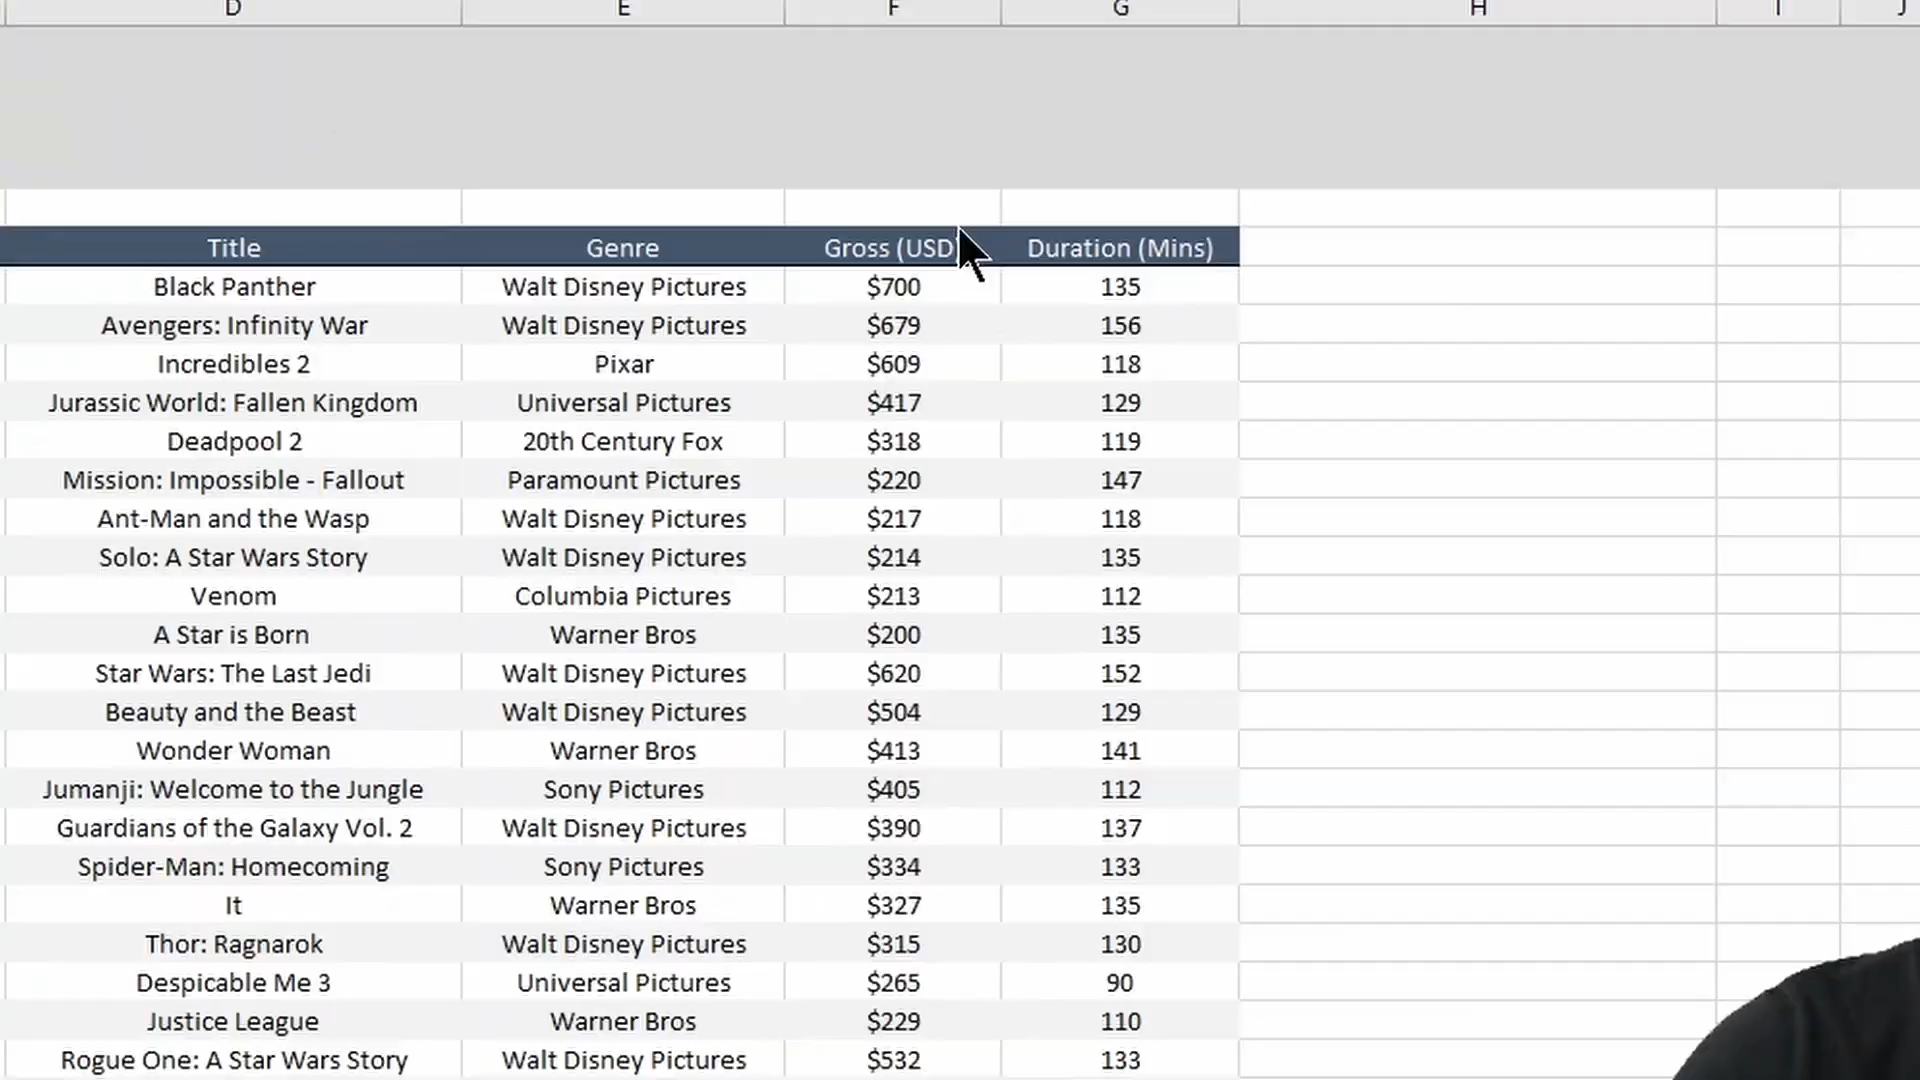 D E F G H I J
Title Genre Gross (USD) Duration (Mins)
Black Panther Walt Disney Pictures $700 135
Avengers: Infinity War Walt Disney Pictures $679 156
Incredibles 2 Pixar $609 118
Jurassic World: Fallen Kingdom Universal Pictures $417 129
Deadpool 2 20th Century Fox $318 119
Mission: Impossible - Fallout Paramount Pictures $220 147
Ant-Man and the Wasp Walt Disney Pictures $217 118
Solo: A Star Wars Story Walt Disney Pictures $214 135
Venom Columbia Pictures $213 112
A Star is Born Warner Bros $200 135
Star Wars: The Last Jedi Walt Disney Pictures $620 152
Beauty and the Beast Walt Disney Pictures $504 129
Wonder Woman Warner Bros $413 141
Jumanji: Welcome to the Jungle Sony Pictures $405 112
Guardians of the Galaxy Vol. 2 Walt Disney Pictures $390 137
Spider-Man: Homecoming Sony Pictures $334 133
It Warner Bros $327 135
Thor: Ragnarok Walt Disney Pictures $315 130
Despicable Me 3 Universal Pictures $265 90
Justice League Warner Bros $229 110
Rogue One: A Star Wars Story Walt Disney Pictures $532 133